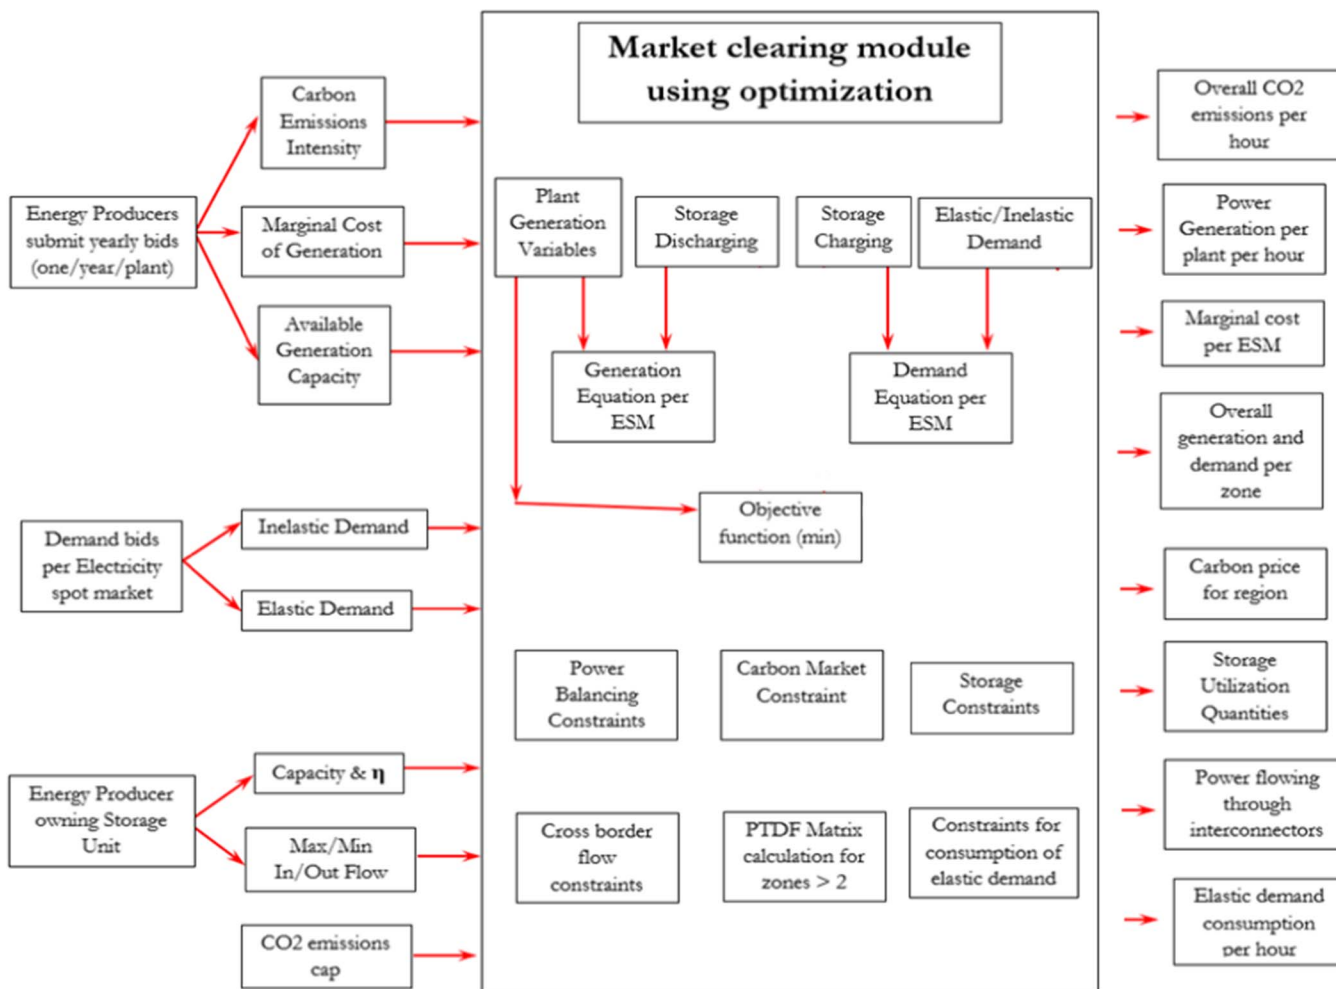 Market clearing module
using optimization
Energy Producers
submit yearly bids
(one/year/plant)
Carbon
Emissions
Intensity
Marginal Cost
of Generation
Available
Generation
Capacity
Demand bids
per Electricity
spot market
Inelastic Demand
Elastic Demand
Energy Producer
owning Storage
Unit
Capacity & η
Max/Min
In/Out Flow
CO2 emissions
cap
Plant
Generation
Variables
Storage
Discharging
Storage
Charging
Elastic/Inelastic
Demand
Generation
Equation per
ESM
Demand
Equation per
ESM
Objective
function (min)
Power
Balancing
Constraints
Carbon Market
Constraint
Storage
Constraints
Cross border
flow
constraints
PTDF Matrix
calculation for
zones > 2
Constraints for
consumption of
elastic demand
Overall CO2
emissions per
hour
Power
Generation per
plant per hour
Marginal cost
per ESM
Overall
generation and
demand per
zone
Carbon price
for region
Storage
Utilization
Quantities
Power flowing
through
interconnectors
Elastic demand
consumption
per hour